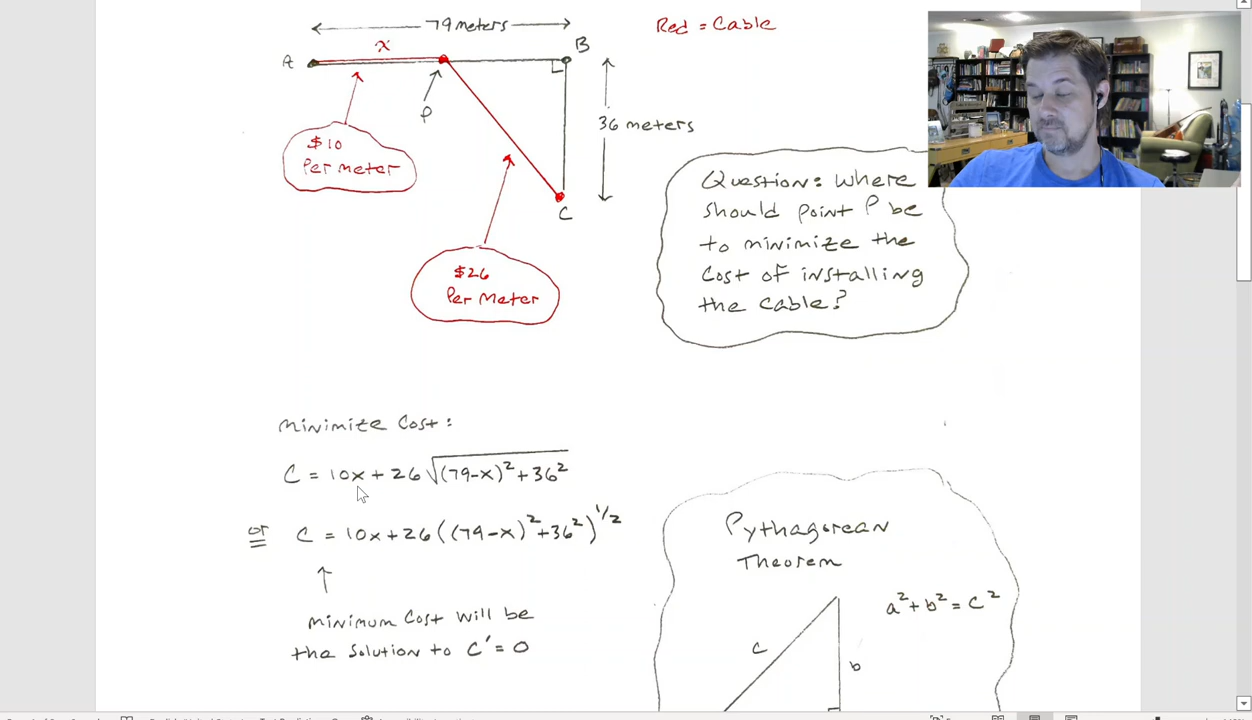 79 meters
Red = Cable
A
x
B
P
36 meters
$10
Per meter
C
$26
Per Meter
Question: Where
should point P be
to minimize the
Cost of installing
the Cable?
Minimize Cost:
C = 10x + 26 √((79-x)² + 36²)
or C = 10x + 26 ((79-x)² + 36²)^1/2
Minimum Cost will be
the solution to C' = 0
Pythagorean
Theorem
a² + b² = c²
c
b